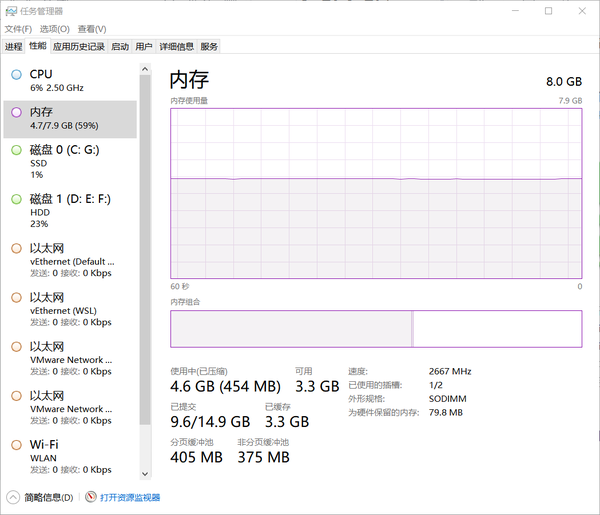 任务管理器
文件(F) 选项(O) 查看(V)
进程 性能 应用历史记录 启动 用户 详细信息 服务
CPU
6% 2.50 GHz
内存
4.7/7.9 GB (59%)
磁盘 0 (C: G:)
SSD
1%
磁盘 1 (D: E: F:)
HDD
23%
以太网
vEthernet (Default ...
发送: 0 接收: 0 Kbps
以太网
vEthernet (WSL)
发送: 0 接收: 0 Kbps
以太网
VMware Network ...
发送: 0 接收: 0 Kbps
以太网
VMware Network ...
发送: 0 接收: 0 Kbps
Wi-Fi
WLAN
发送: 0 接收: 0 Kbps
内存 8.0 GB
内存使用量 7.9 GB
60 秒 0
内存组合
使用中(已压缩) 可用
4.6 GB (454 MB) 3.3 GB
已提交 已缓存
9.6/14.9 GB 3.3 GB
分页缓冲池 非分页缓冲池
405 MB 375 MB
速度: 2667 MHz
已使用的插槽: 1/2
外形规格: SODIMM
为硬件保留的内存: 79.8 MB
简略信息(D) 打开资源监视器